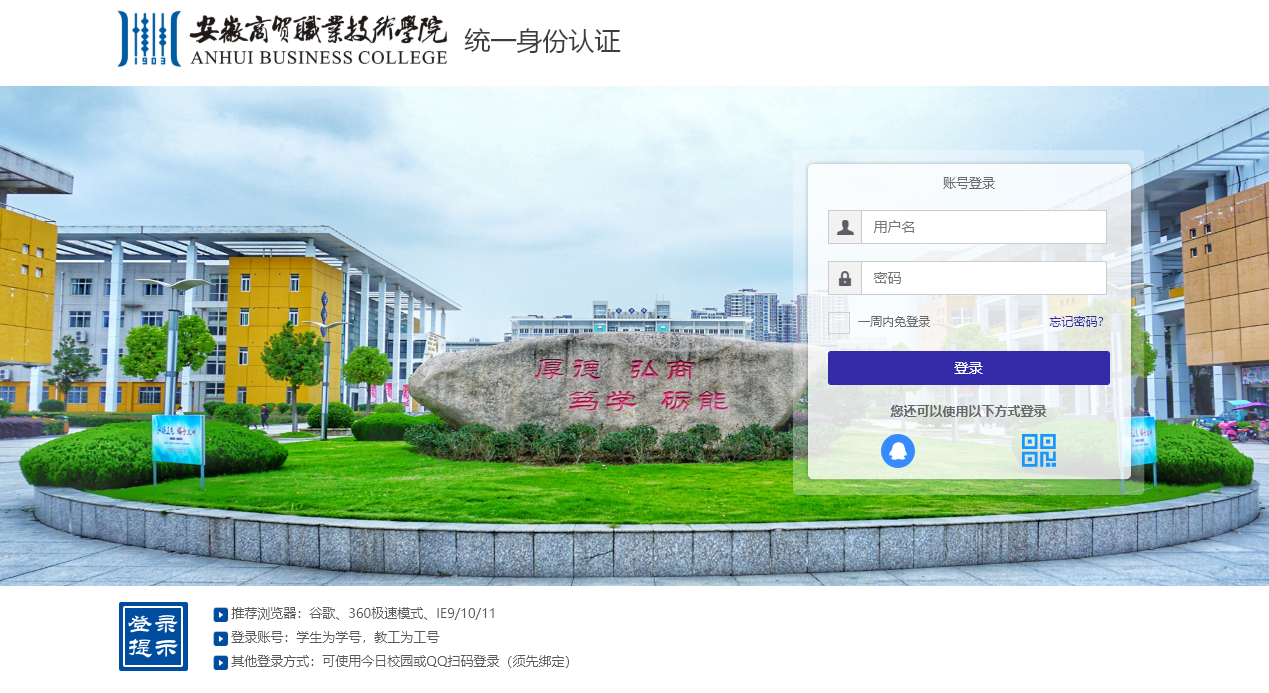 安徽商贸職業技術學院
ANHUI BUSINESS COLLEGE
1903
统一身份认证
账号登录
用户名
密码
一周内免登录
忘记密码?
登录
您还可以使用以下方式登录
厚德 弘商
笃学 砺能
登录
提示
推荐浏览器：谷歌、360极速模式、IE9/10/11
登录账号：学生为学号，教工为工号
其他登录方式：可使用今日校园或QQ扫码登录（须先绑定）